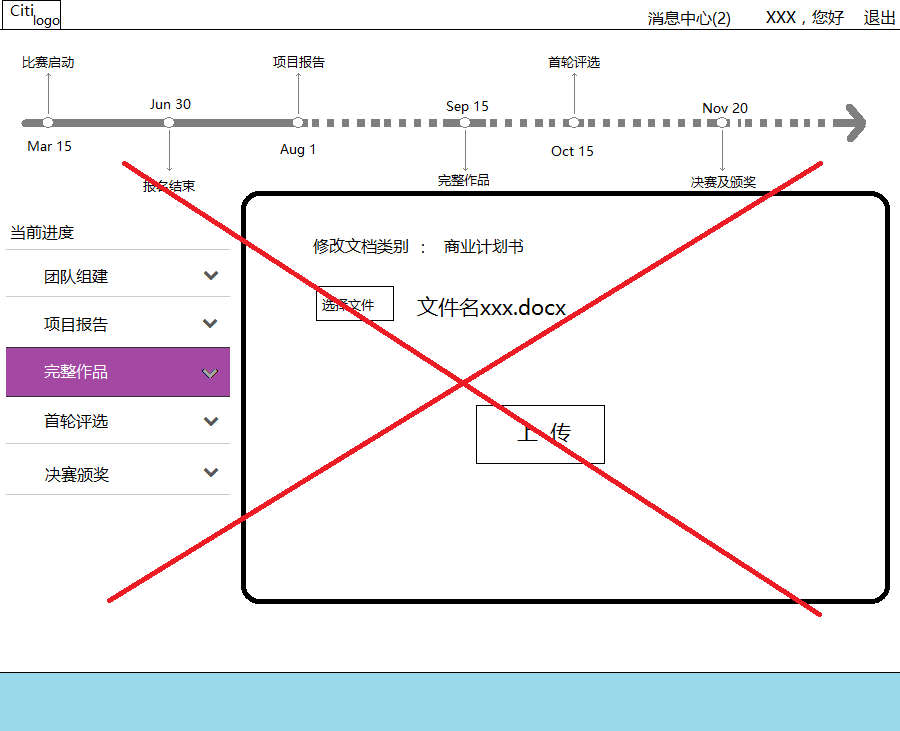 Citi
logo
消息中心(2)
XXX，您好
退出
比赛启动
项目报告
首轮评选
Jun 30
Sep 15
Nov 20
Mar 15
Aug 1
Oct 15
报名结束
完整作品
决赛及颁奖
当前进度
团队组建
项目报告
完整作品
首轮评选
决赛颁奖
修改文档类别 ： 商业计划书
选择文件
文件名xxx.docx
上 传